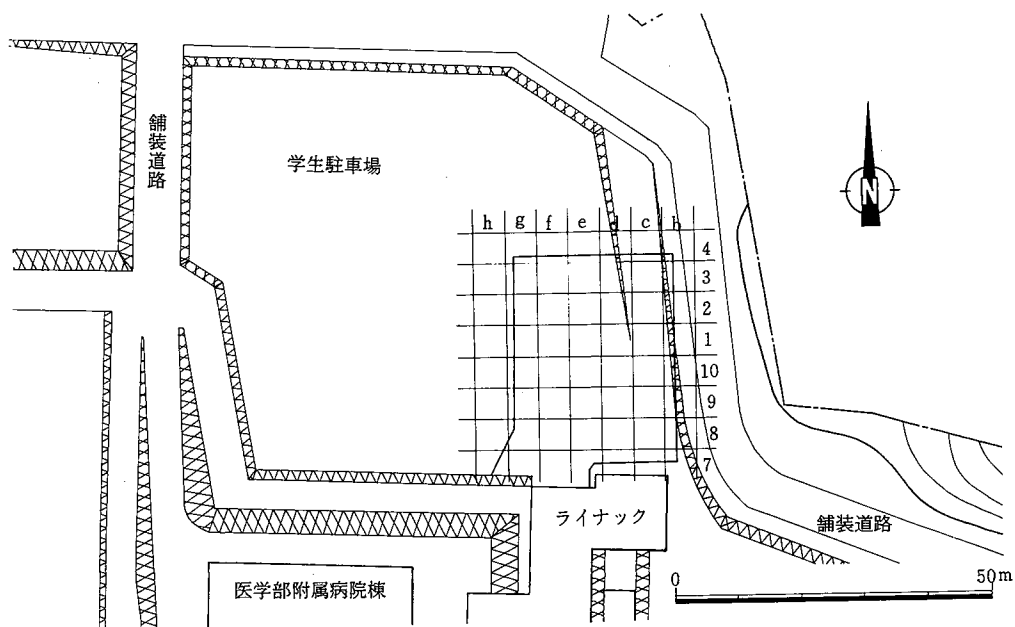 舗装道路
学生駐車場
N
h g f e d c b
4
3
2
1
10
9
8
7
ライナック
舗装道路
医学部附属病院棟
0 50m